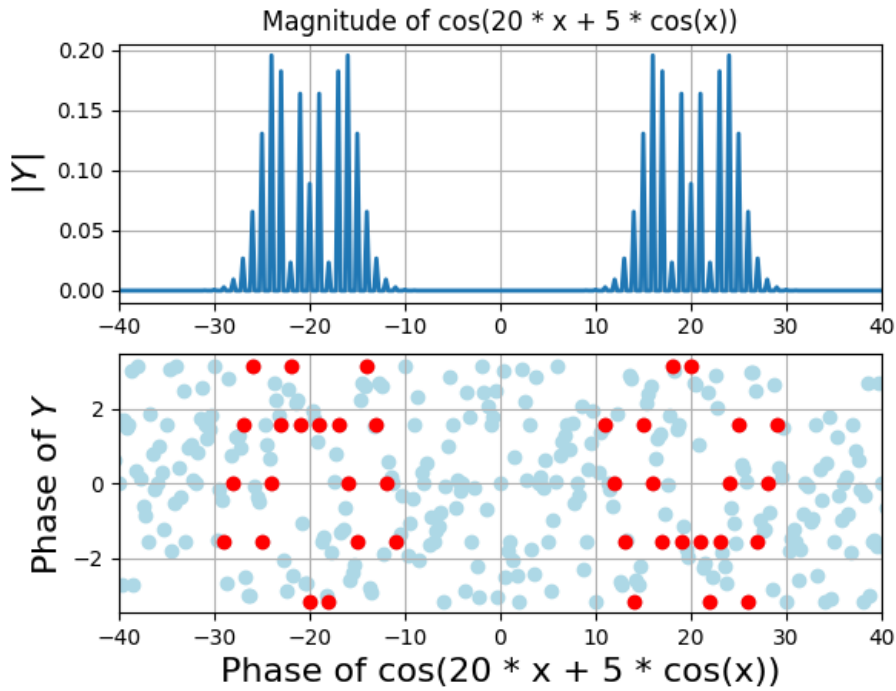 Magnitude of cos(20 * x + 5 * cos(x))
|Y|
0.20
0.15
0.10
0.05
0.00
−40 −30 −20 −10 0 10 20 30 40
Phase of Y
2
0
−2
−40 −30 −20 −10 0 10 20 30 40
Phase of cos(20 * x + 5 * cos(x))